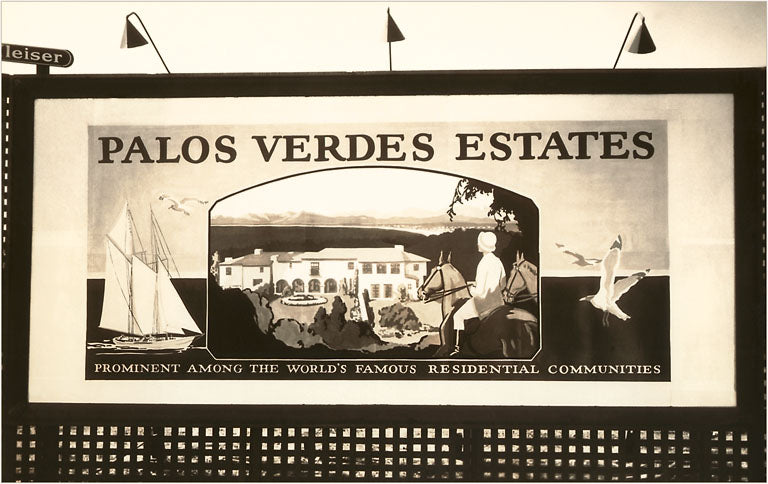 leiser
PALOS VERDES ESTATES
PROMINENT AMONG THE WORLD'S FAMOUS RESIDENTIAL COMMUNITIES